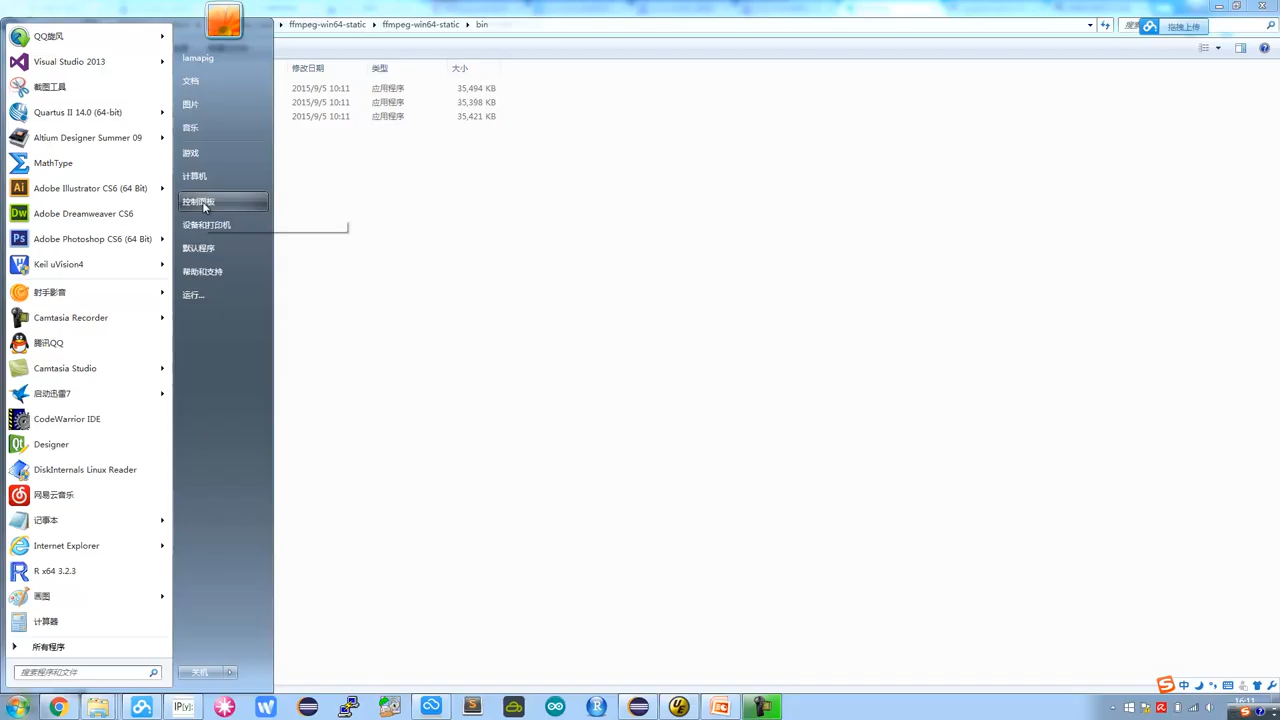 ffmpeg-win64-static ffmpeg-win64-static bin
拖拽上传
修改日期 类型 大小
2015/9/5 10:11 应用程序 35,494 KB
2015/9/5 10:11 应用程序 35,398 KB
2015/9/5 10:11 应用程序 35,421 KB
QQ旋风
Visual Studio 2013
截图工具
Quartus II 14.0 (64-bit)
Altium Designer Summer 09
MathType
Adobe Illustrator CS6 (64 Bit)
Adobe Dreamweaver CS6
Adobe Photoshop CS6 (64 Bit)
Keil uVision4
射手影音
Camtasia Recorder
腾讯QQ
Camtasia Studio
启动迅雷7
CodeWarrior IDE
Designer
DiskInternals Linux Reader
网易云音乐
记事本
Internet Explorer
R x64 3.2.3
画图
计算器
所有程序
搜索程序和文件
lamapig
文档
图片
音乐
游戏
计算机
控制面板
设备和打印机
默认程序
帮助和支持
运行...
关机
中
16:11